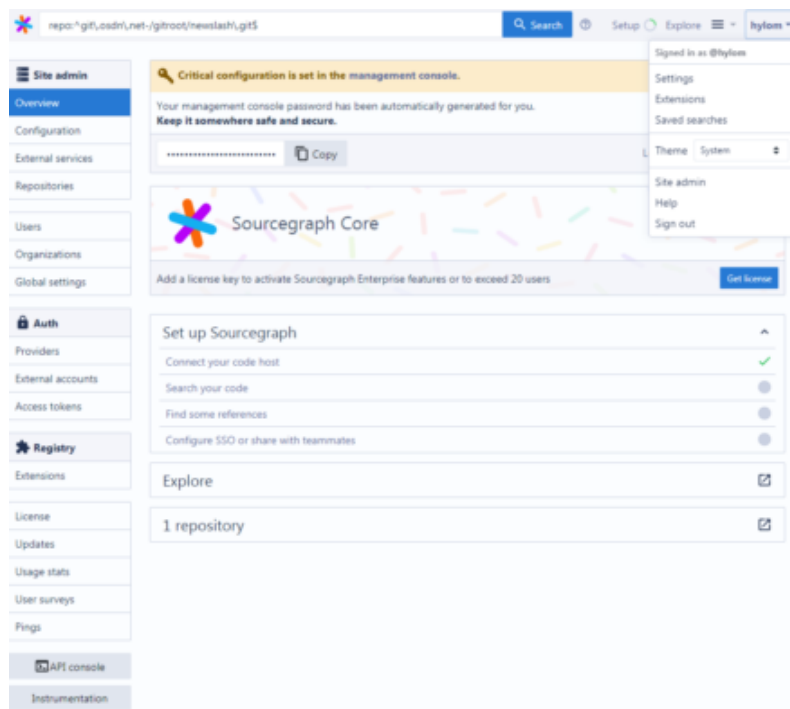 repo:^git\.osdn\.net-/gitroot/newslash\.git$
Search
Setup
Explore
hylom
Signed in as @hylom
Settings
Extensions
Saved searches
Theme System
Site admin
Help
Sign out
Site admin
Overview
Configuration
External services
Repositories
Users
Organizations
Global settings
Auth
Providers
External accounts
Access tokens
Registry
Extensions
License
Updates
Usage stats
User surveys
Pings
API console
Instrumentation
Critical configuration is set in the management console.
Your management console password has been automatically generated for you.
Keep it somewhere safe and secure.
Copy
L
Sourcegraph Core
Add a license key to activate Sourcegraph Enterprise features or to exceed 20 users
Get license
Set up Sourcegraph
Connect your code host
Search your code
Find some references
Configure SSO or share with teammates
Explore
1 repository